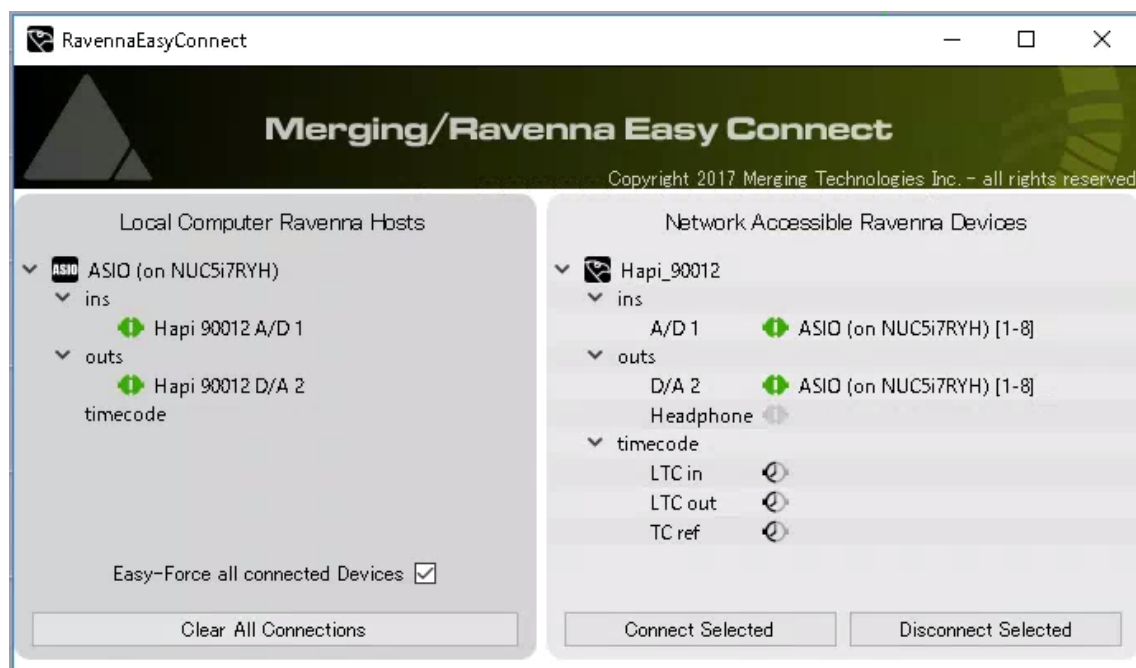 RavennaEasyConnect
Merging/Ravenna Easy Connect
Copyright 2017 Merging Technologies Inc. - all rights reserved
Local Computer Ravenna Hosts
ASIO ASIO (on NUC5i7RYH)
ins
Hapi 90012 A/D 1
outs
Hapi 90012 D/A 2
timecode
Easy-Force all connected Devices
Clear All Connections
Network Accessible Ravenna Devices
Hapi_90012
ins
A/D 1 ASIO (on NUC5i7RYH) [1-8]
outs
D/A 2 ASIO (on NUC5i7RYH) [1-8]
Headphone
timecode
LTC in
LTC out
TC ref
Connect Selected
Disconnect Selected